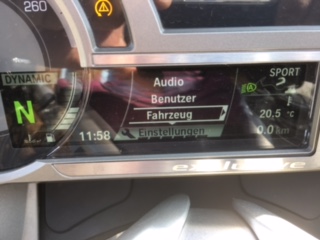 260
DYNAMIC
Audio
SPORT
Benutzer
N
Fahrzeug
20.5 °C
11:58
Einstellungen
0.0 km
exclusive